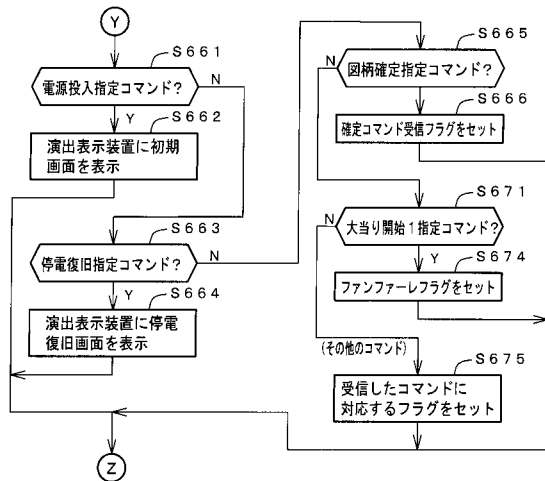 Y
S661
電源投入指定コマンド?
N
Y
S662
演出表示装置に初期
画面を表示
S663
停電復旧指定コマンド?
N
Y
S664
演出表示装置に停電
復旧画面を表示
Z
S665
図柄確定指定コマンド?
N
S666
確定コマンド受信フラグをセット
S671
大当り開始1指定コマンド?
N
Y
S674
ファンファーレフラグをセット
(その他のコマンド)
S675
受信したコマンドに
対応するフラグをセット